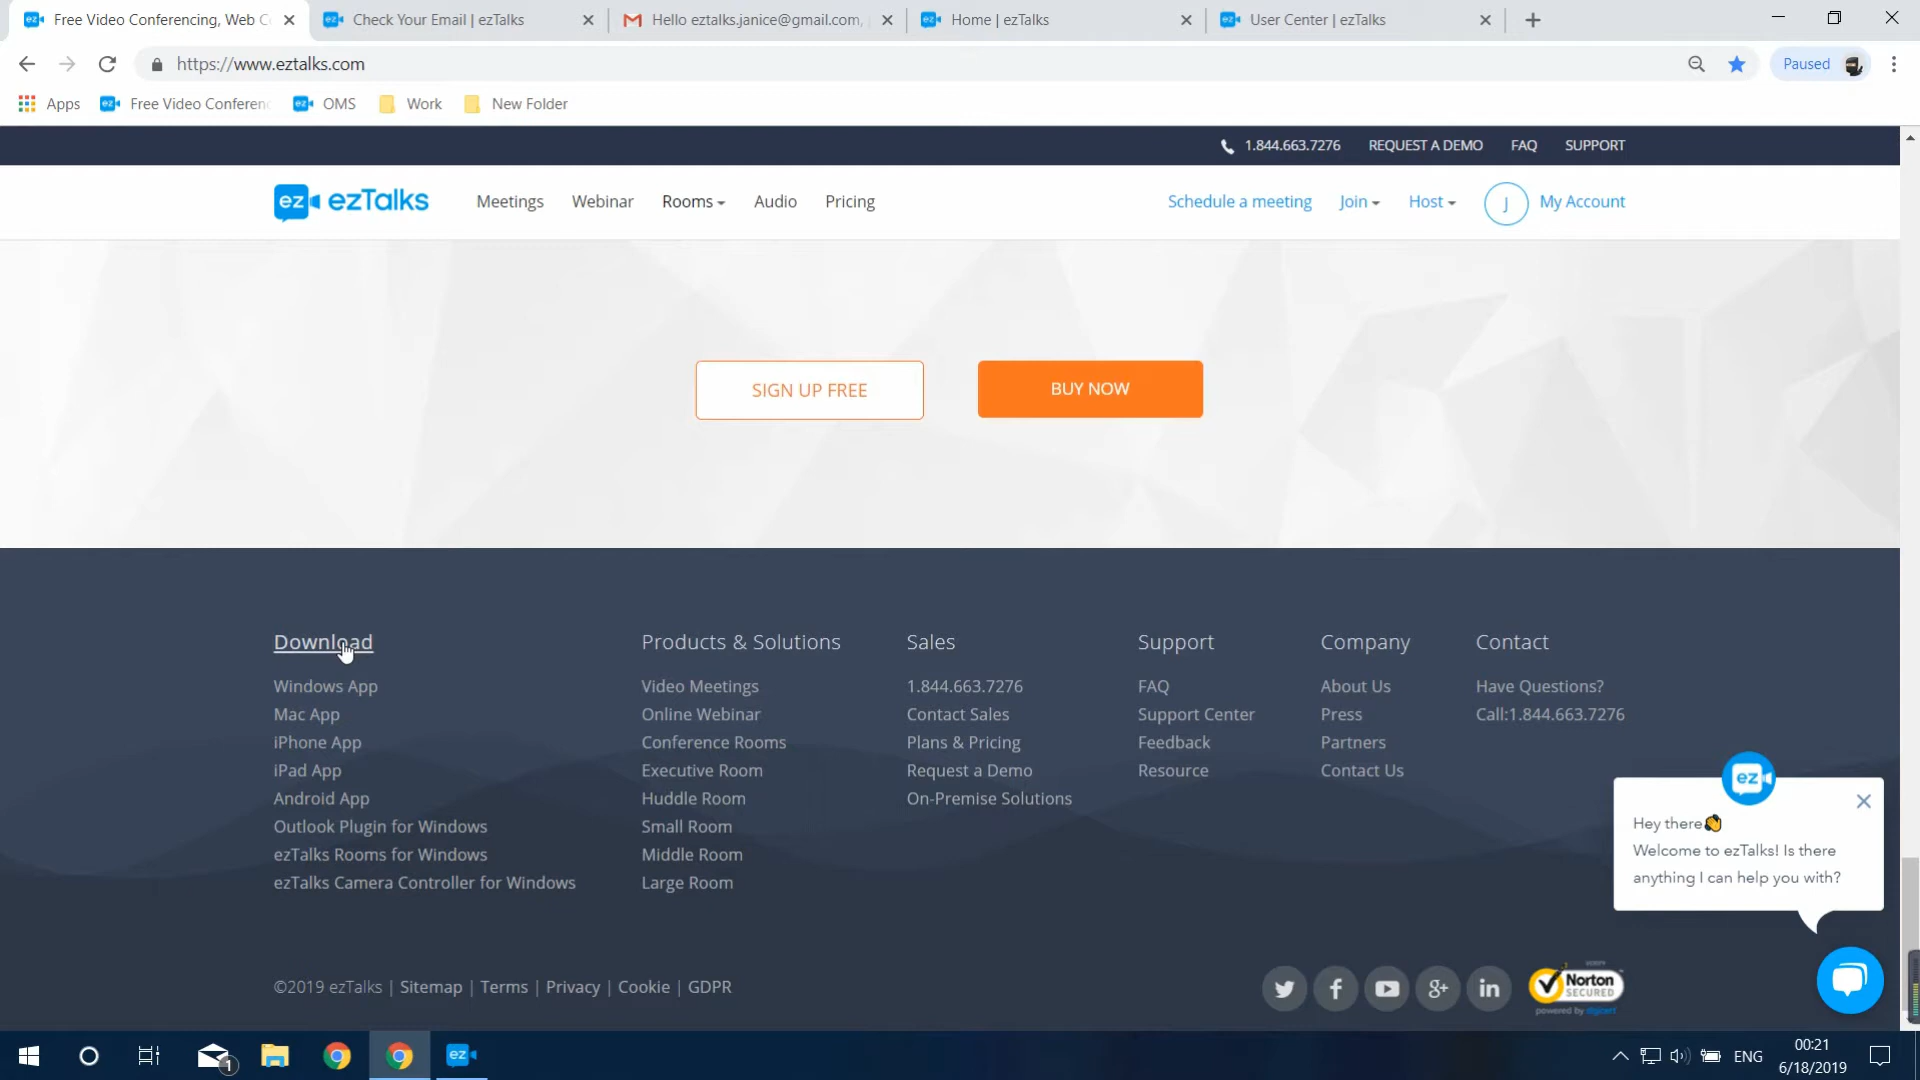 Free Video Conferencing, Web C
Check Your Email | ezTalks
Hello eztalks.janice@gmail.com,
Home | ezTalks
User Center | ezTalks
https://www.eztalks.com
Paused
Apps
Free Video Conferenc
OMS
Work
New Folder
1.844.663.7276
REQUEST A DEMO
FAQ
SUPPORT
ez ezTalks
Meetings
Webinar
Rooms
Audio
Pricing
Schedule a meeting
Join
Host
J
My Account
SIGN UP FREE
BUY NOW
Download
Windows App
Mac App
iPhone App
iPad App
Android App
Outlook Plugin for Windows
ezTalks Rooms for Windows
ezTalks Camera Controller for Windows
Products & Solutions
Video Meetings
Online Webinar
Conference Rooms
Executive Room
Huddle Room
Small Room
Middle Room
Large Room
Sales
1.844.663.7276
Contact Sales
Plans & Pricing
Request a Demo
On-Premise Solutions
Support
FAQ
Support Center
Feedback
Resource
Company
About Us
Press
Partners
Contact Us
Contact
Have Questions?
Call:1.844.663.7276
ez
Hey there
Welcome to ezTalks! Is there
anything I can help you with?
©2019 ezTalks | Sitemap | Terms | Privacy | Cookie | GDPR
Norton
SECURED
powered by digicert
1
ez
ENG
00:21
6/18/2019